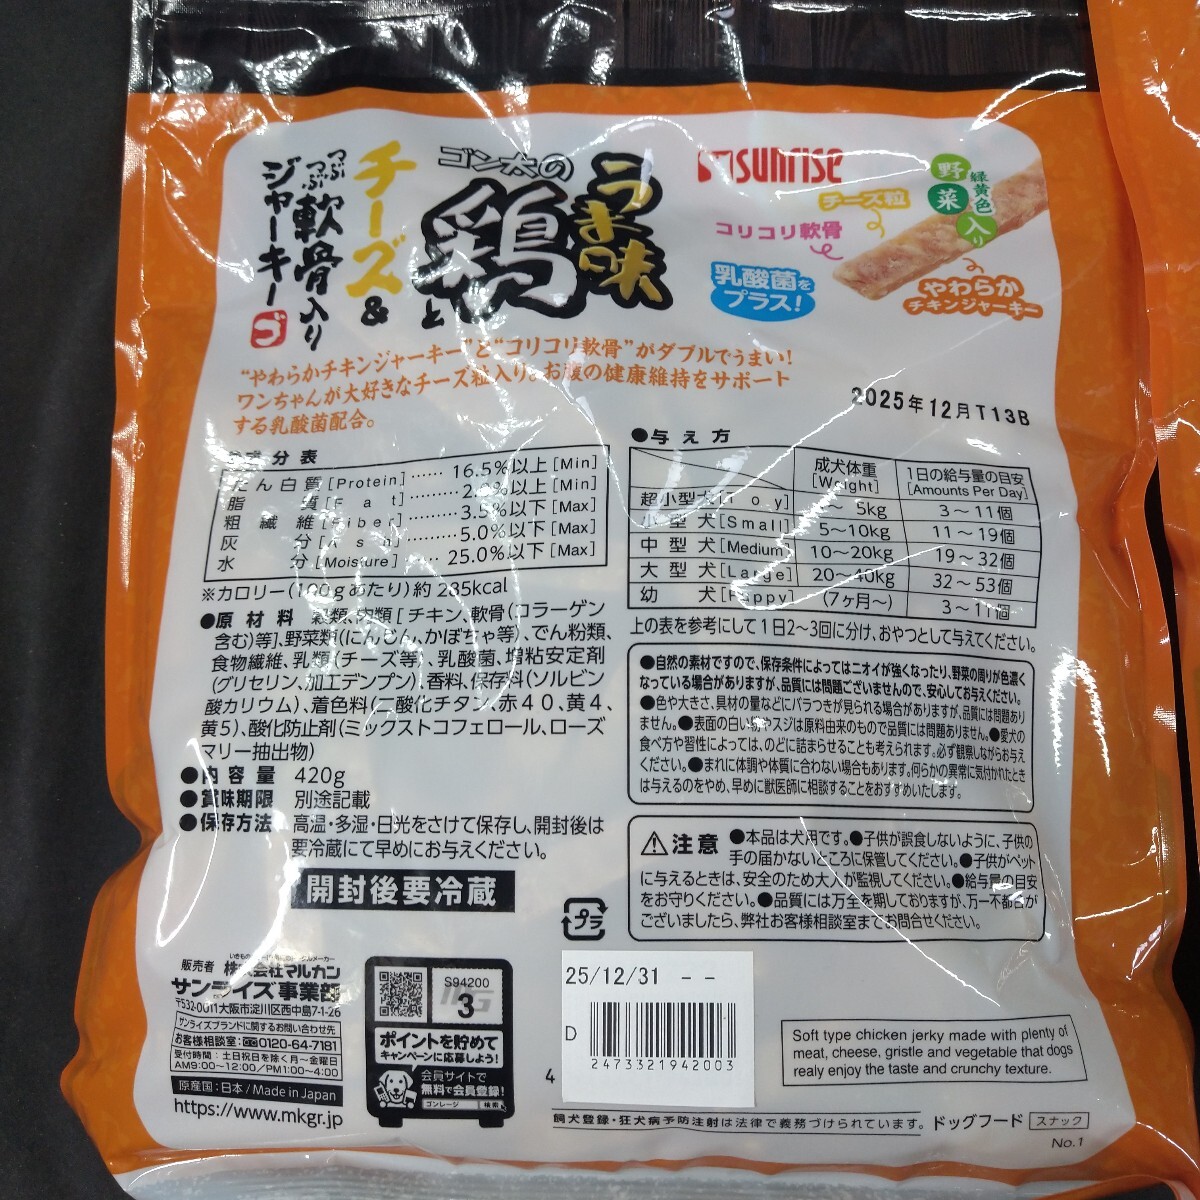 SUNRISE
ゴン太の
うま味
鶏と
チーズ&
つぶつぶ軟骨入り
ジャーキー
ゴ
緑黄色
野菜入り
チーズ粒
コリコリ軟骨
乳酸菌を
プラス!
やわらか
チキンジャーキー
“やわらかチキンジャーキー”と“コリコリ軟骨”がダブルでうまい!
ワンちゃんが大好きなチーズ粒入り。お腹の健康維持をサポート
する乳酸菌配合。
2025年12月T13B
成分表
たん白質[Protein]…… 16.5%以上[Min]
脂質[Fat] 以上[Min]
粗繊維[Fiber] 3.5%以下[Max]
灰分[Ash] 5.0%以下[Max]
水分[Moisture] 25.0%以下[Max]
※カロリー(100gあたり)約285kcal
●原材料 穀類、肉類[チキン、軟骨(コラーゲン
含む)等]、野菜類(にんじん、かぼちゃ等)、でん粉類、
食物繊維、乳類(チーズ等)、乳酸菌、増粘安定剤
(グリセリン、加工デンプン)、香料、保存料(ソルビン
酸カリウム)、着色料(二酸化チタン、赤40、黄4、
黄5)、酸化防止剤(ミックストコフェロール、ローズ
マリー抽出物)
●内容量 420g
●賞味期限 別途記載
●保存方法 高温・多湿・日光をさけて保存し、開封後は
要冷蔵にて早めにお与えください。
開封後要冷蔵
●与え方
成犬体重[Weight] 1日の給与量の目安[Amounts Per Day]
超小型犬[Toy] ～5kg 3～11個
小型犬[Small] 5～10kg 11～19個
中型犬[Medium] 10～20kg 19～32個
大型犬[Large] 20～40kg 32～53個
幼犬[Puppy] (7ヶ月～) 3～11個
上の表を参考にして1日2～3回に分け、おやつとして与えてください。
●自然の素材ですので、保存条件によってはニオイが強くなったり、野菜の周りが色濃く
なっている場合がありますが、品質には問題ございませんので、安心してお与えください。
●色や大きさ、具材の量などにバラつきが見られる場合がありますが、品質には問題あり
ません。●表面の白い粉やスジは原料由来のもので品質には問題ありません。●愛犬の
食べ方や習性によっては、のどに詰まらせることも考えられます。必ず観察しながらお与え
ください。●まれに体調や体質に合わない場合もあります。何らかの異常に気付かれたとき
は与えるのをやめ、早めに獣医師に相談することをおすすめいたします。
注意 ●本品は犬用です。●子供が誤食しないように、子供の
手の届かないところに保管してください。●子供がペット
に与えるときは、安全のため大人が監視してください。●給与量の目安
をお守りください。●品質には万全を期しておりますが、万一不都合が
ございましたら、弊社お客様相談室までお問合せください。
プラ
販売者 株式会社マルカン
サンライズ事業部
〒532-0011大阪市淀川区西中島7-1-26
サンライズブランドに関するお問い合わせ先
お客様相談室:0120-64-7181
受付時間:土日祝日を除く月～金曜日
AM9:00～12:00/PM1:00～4:00
原産国:日本/Made in Japan
https://www.mkgr.jp
S94200
3
ポイントを貯めて
キャンペーンに応募しよう!
会員サイトで
無料で会員登録!
ゴンレージ 検索
25/12/31 --
D
2473321942003
4
Soft type chicken jerky made with plenty of
meat, cheese, gristle and vegetable that dogs
realy enjoy the taste and crunchy texture.
飼犬登録・狂犬病予防注射は法律で義務づけられています。 ドッグフード スナック
No.1